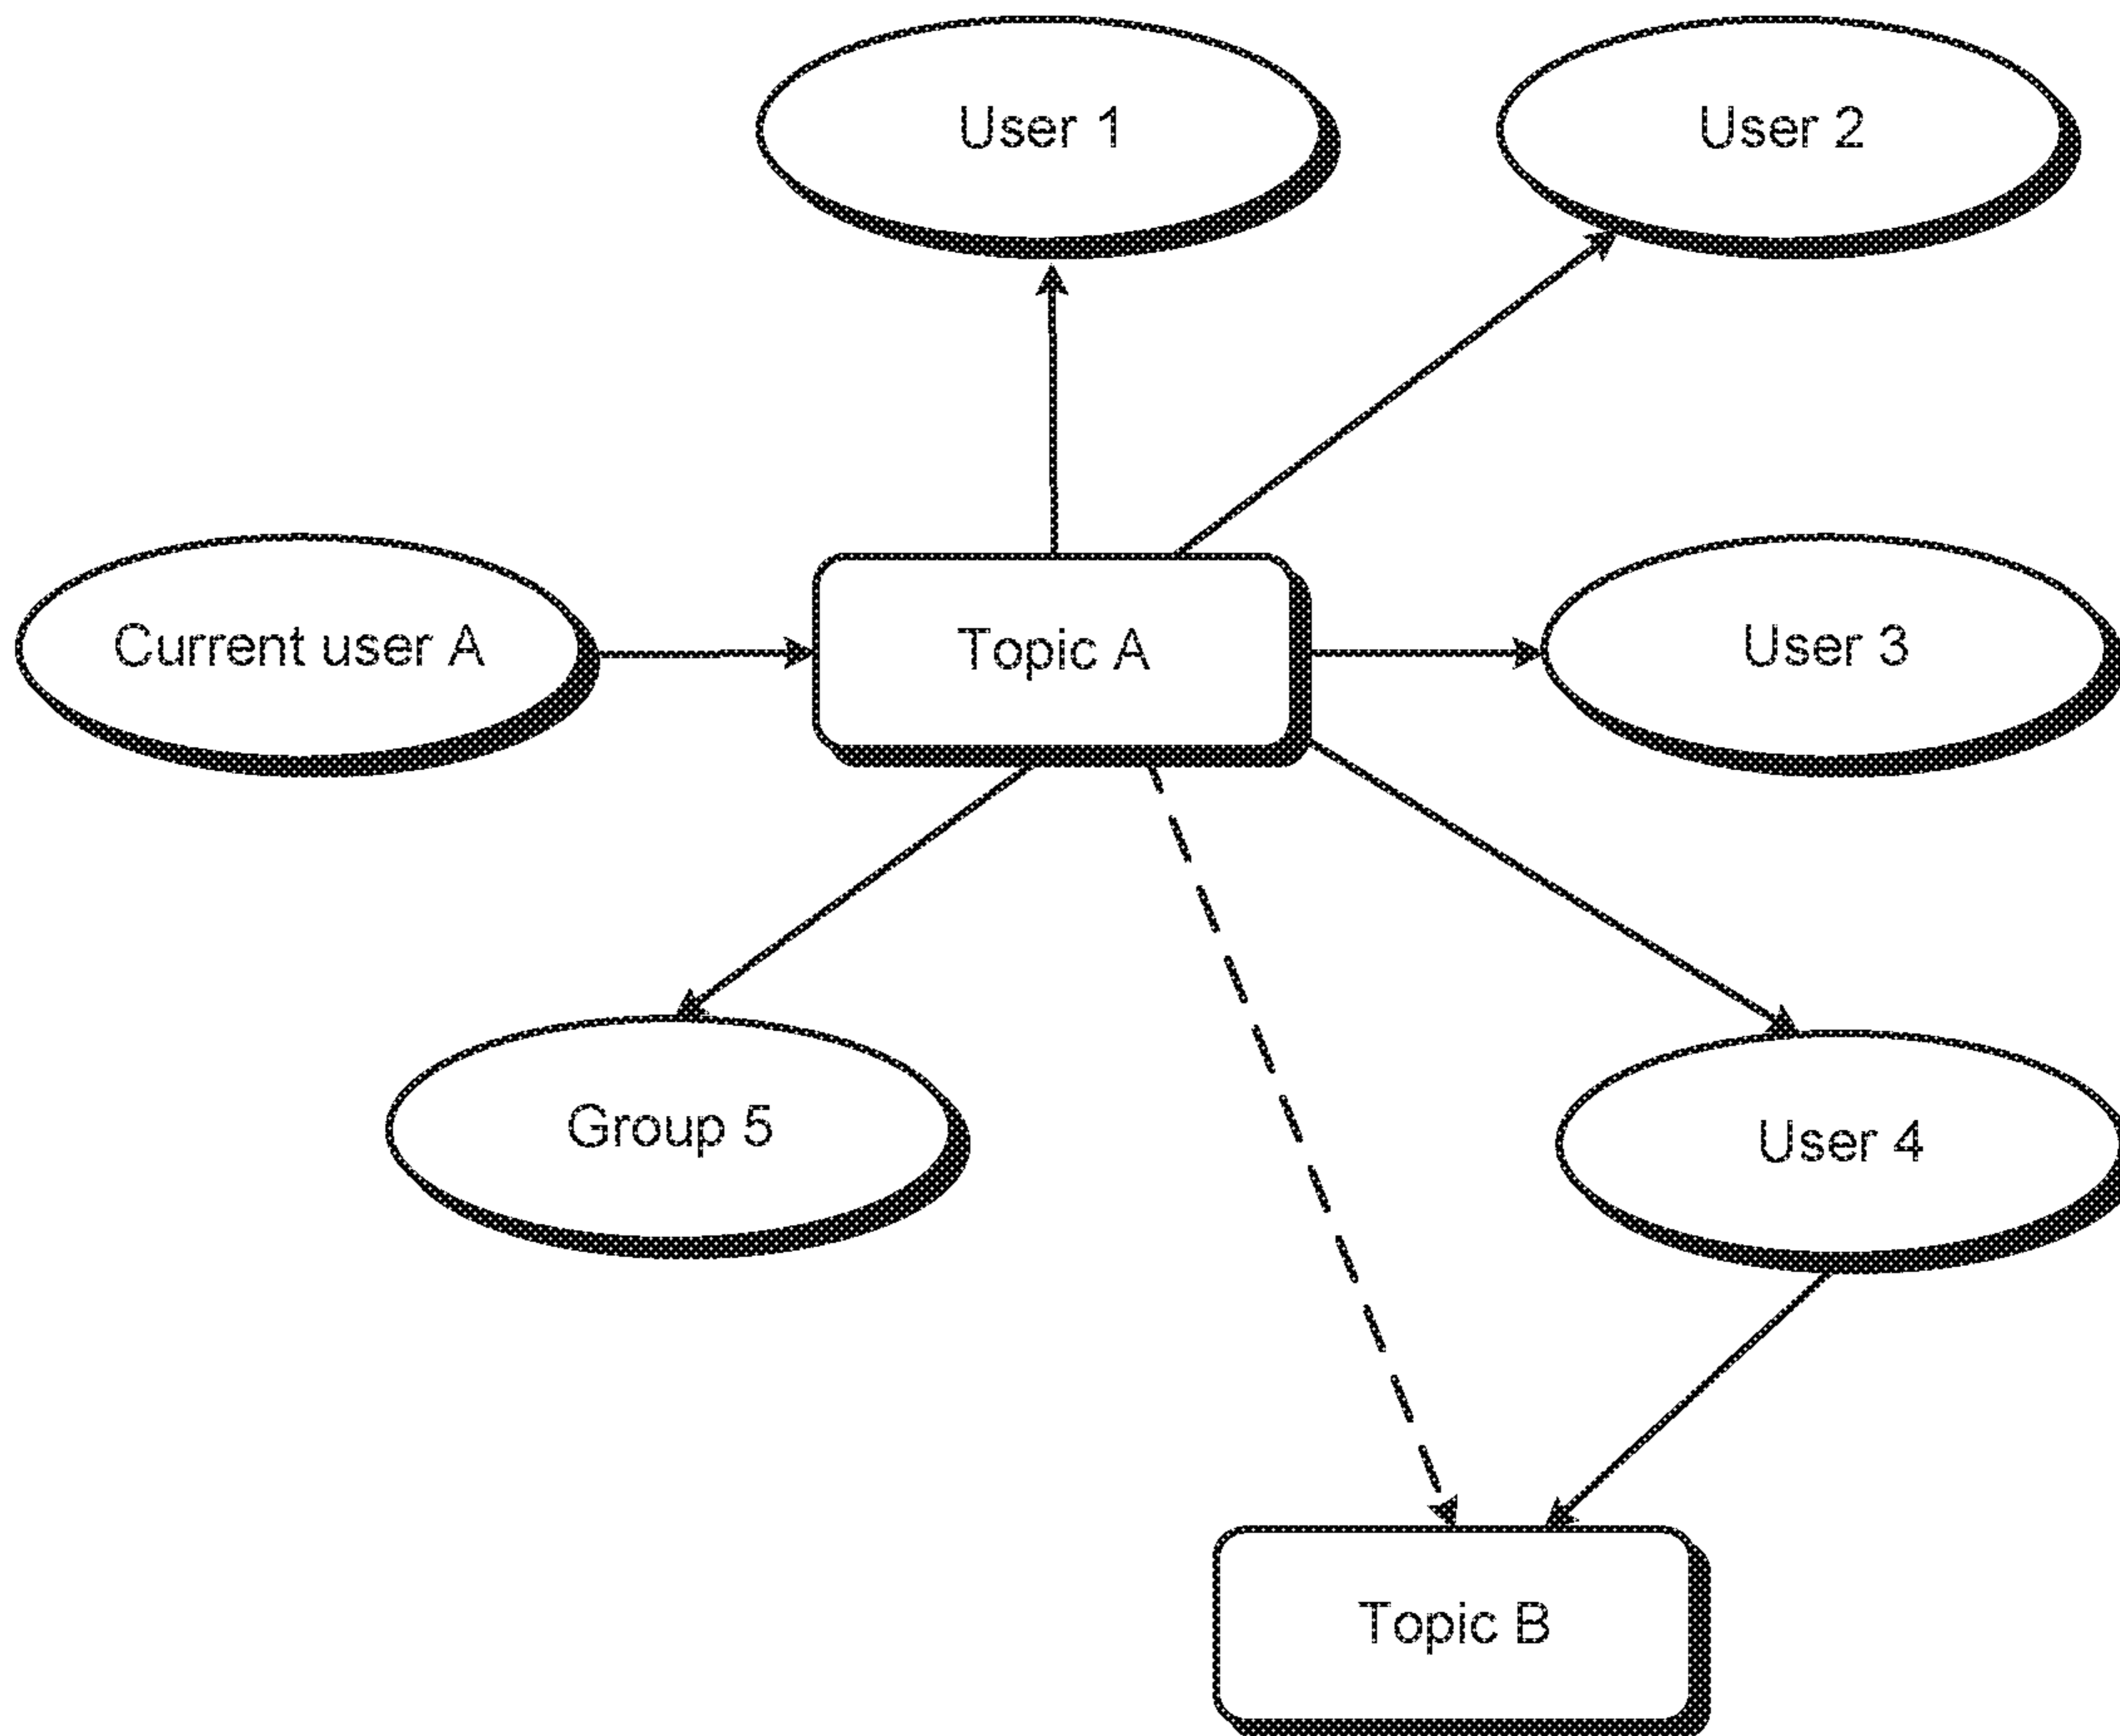 User 1
User 2
Current user A
Topic A
User 3
Group 5
User 4
Topic B